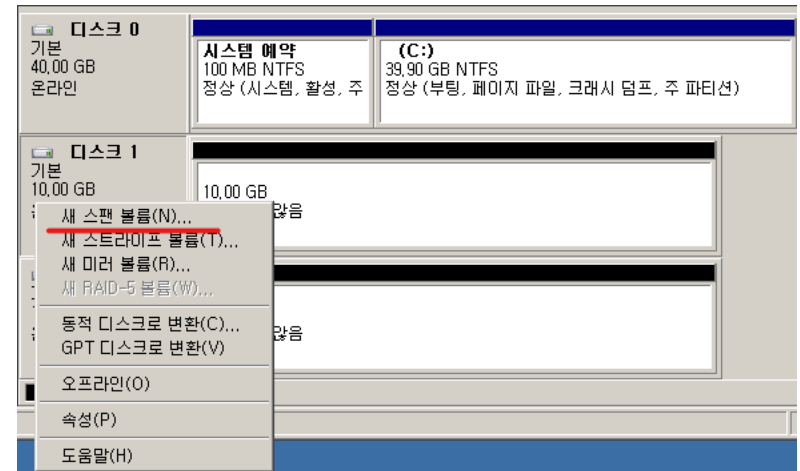 디스크 0
기본
40,00 GB
온라인
시스템 예약
100 MB NTFS
정상 (시스템, 활성, 주
(C:)
39,90 GB NTFS
정상 (부팅, 페이지 파일, 크래시 덤프, 주 파티션)
디스크 1
기본
10,00 GB
10,00 GB
않음
새 스팬 볼륨(N)...
새 스트라이프 볼륨(T)...
새 미러 볼륨(R)...
새 RAID-5 볼륨(W)...
동적 디스크로 변환(C)...
GPT 디스크로 변환(V)
않음
오프라인(O)
속성(P)
도움말(H)